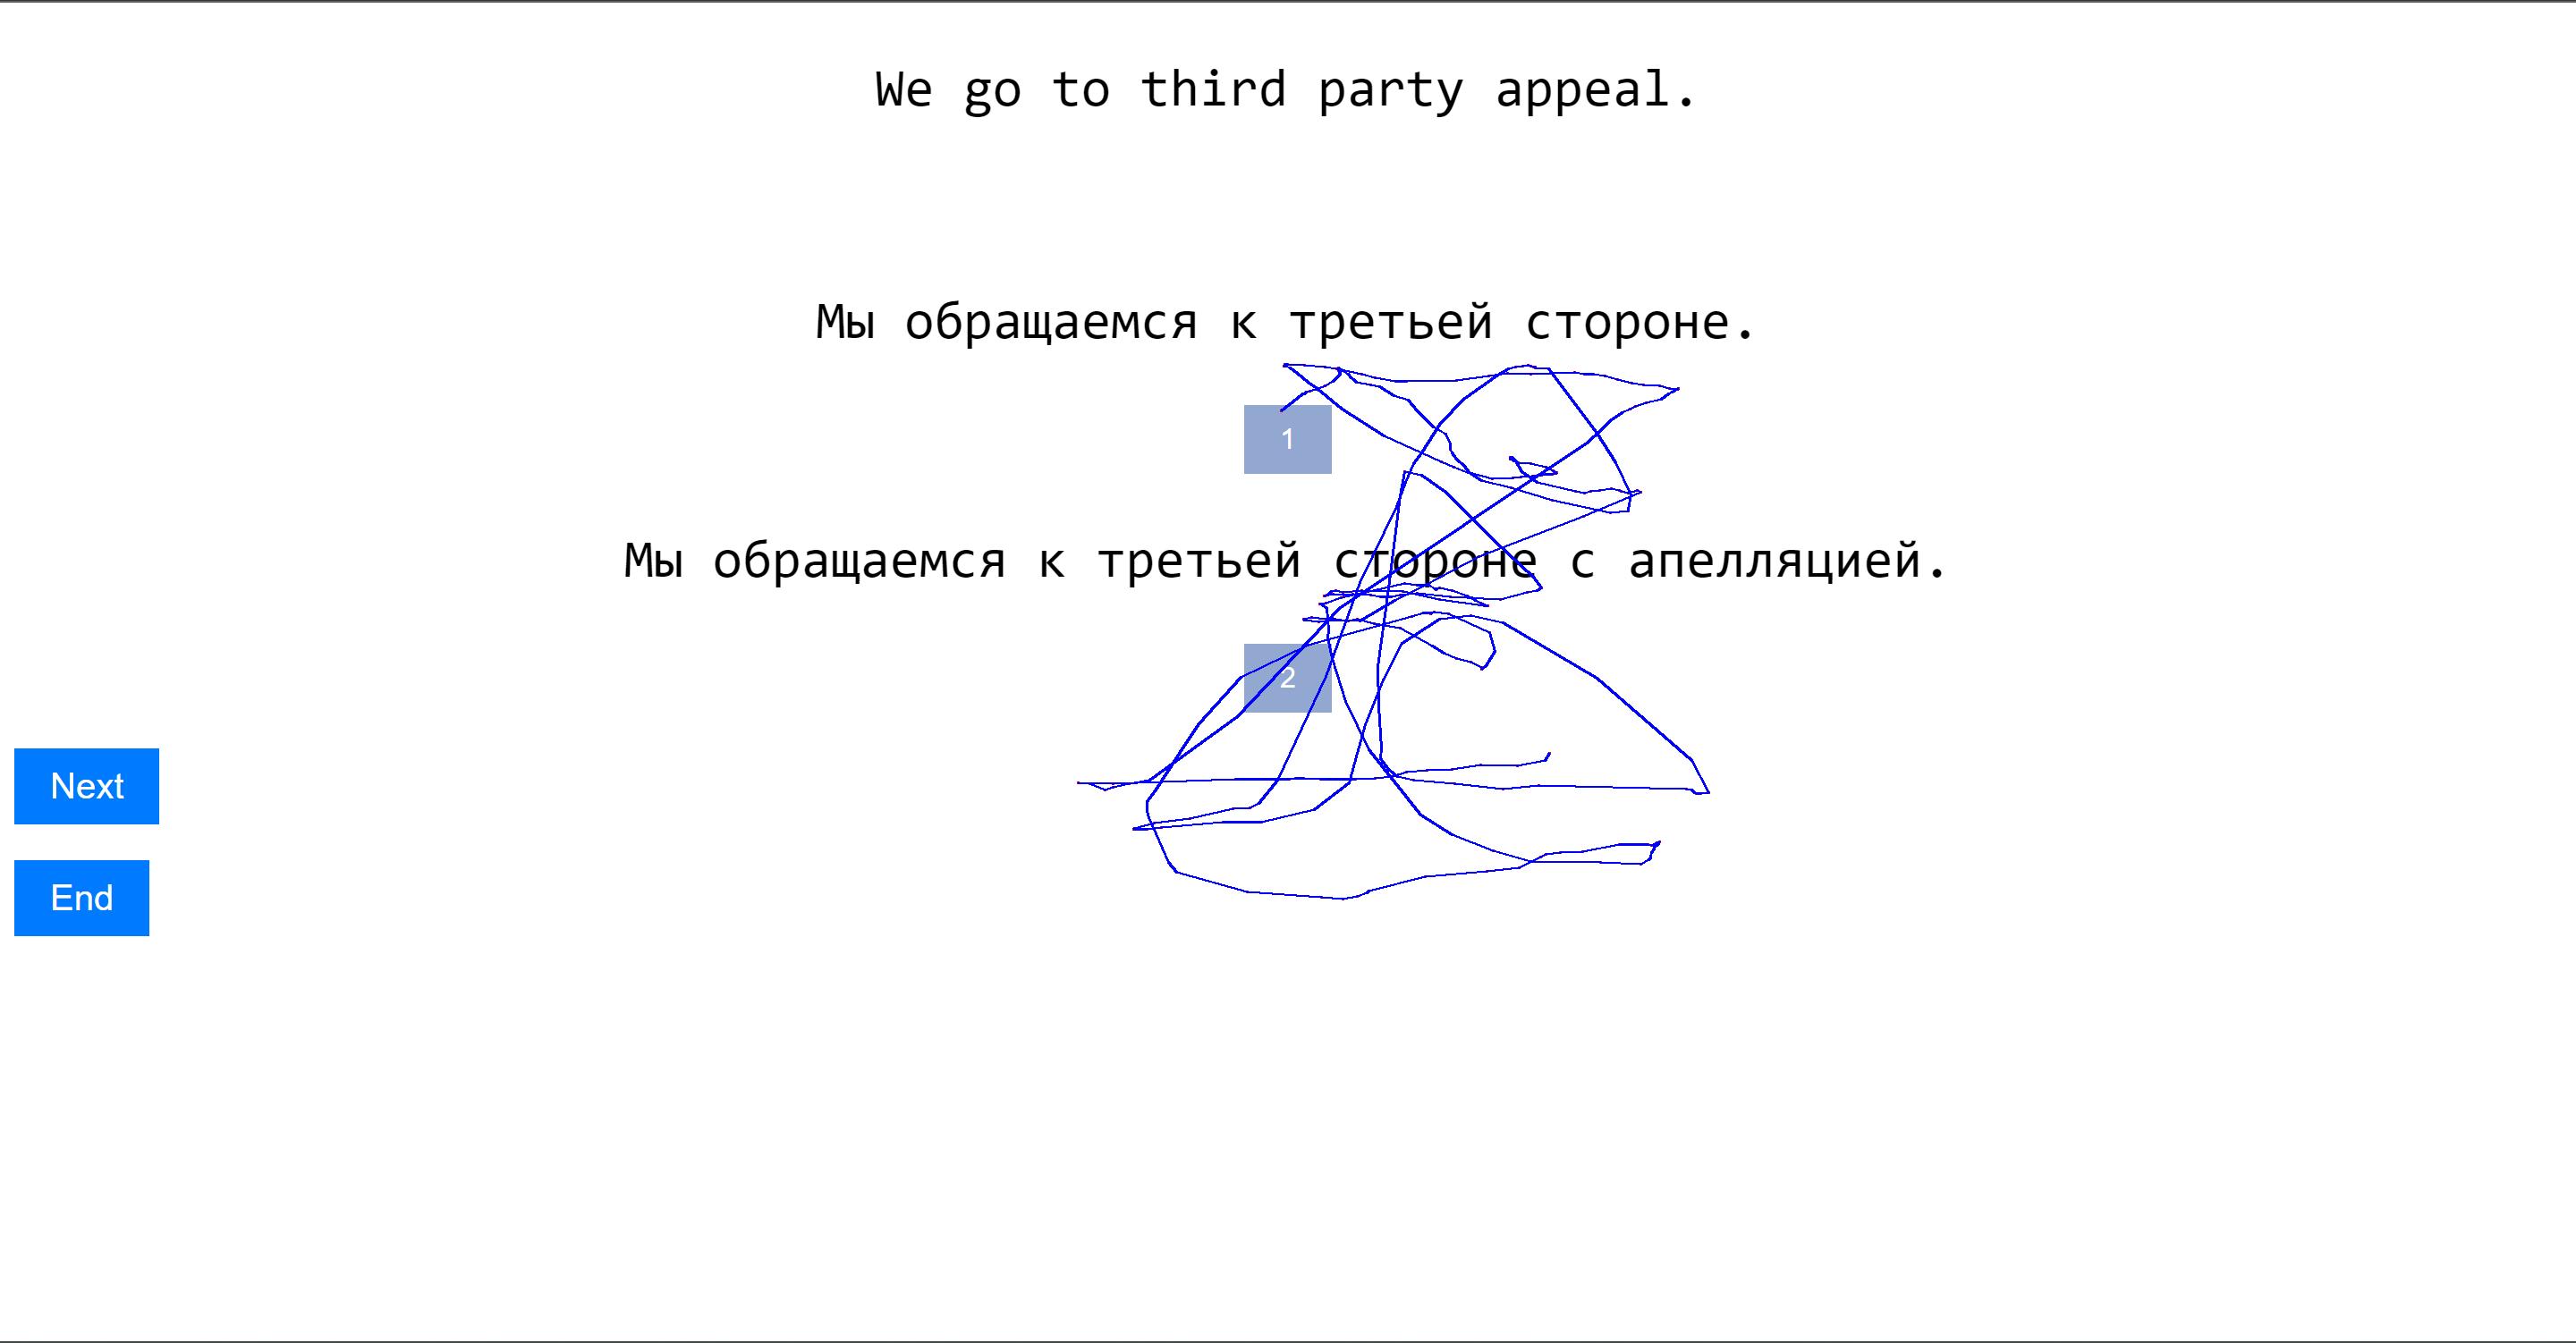 We go to third party appeal.
Мы обращаемся к третьей стороне.
1
Мы обращаемся к третьей стороне с апелляцией.
2
Next
End